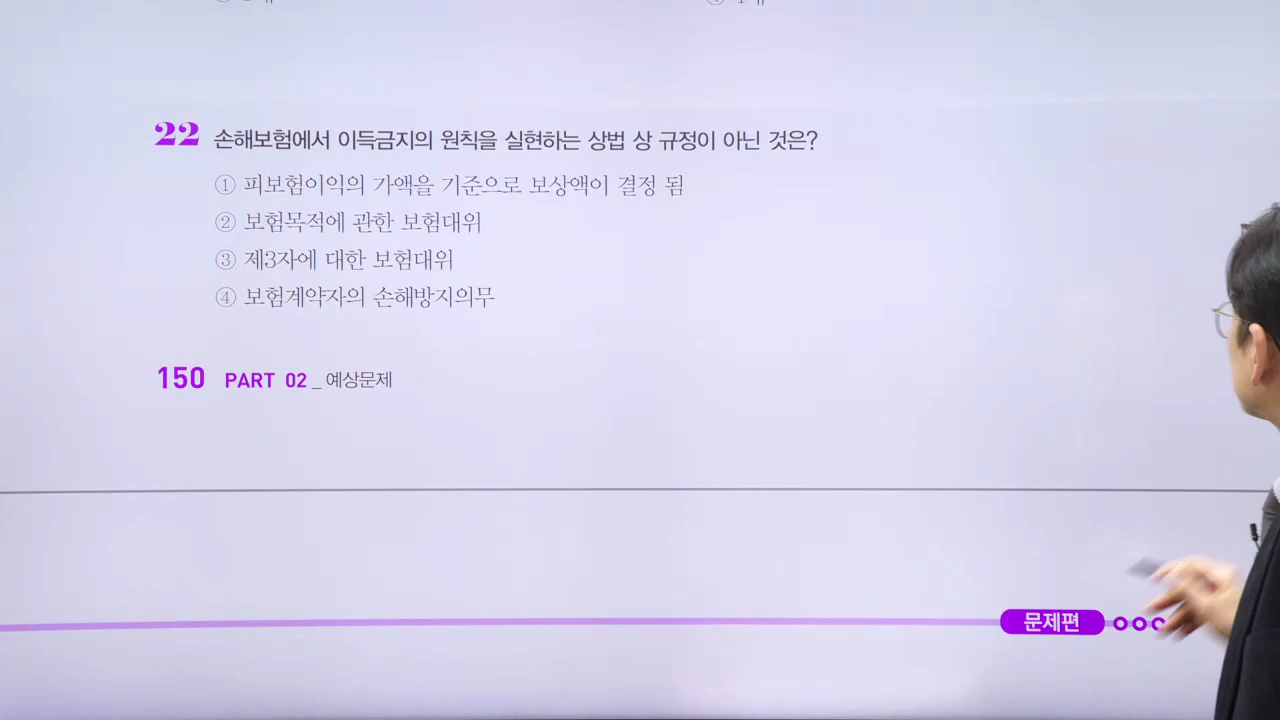 22 손해보험에서 이득금지의 원칙을 실현하는 상법 상 규정이 아닌 것은?
① 피보험이익의 가액을 기준으로 보상액이 결정 됨
② 보험목적에 관한 보험대위
③ 제3자에 대한 보험대위
④ 보험계약자의 손해방지의무
150 PART 02 _ 예상문제
문제편